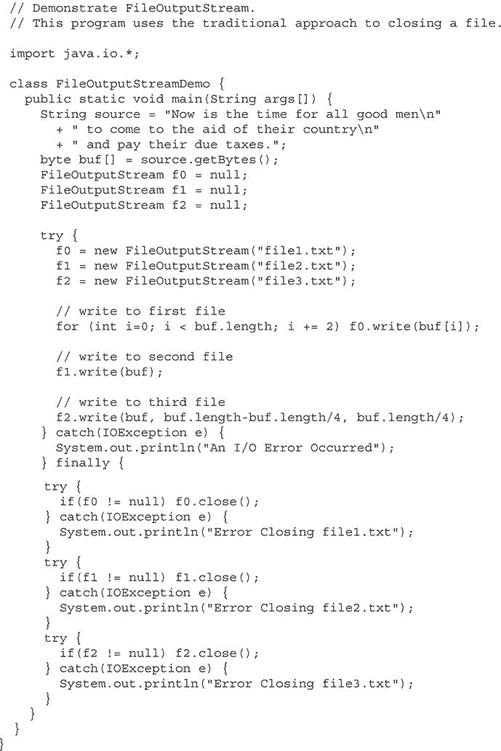 // Demonstrate FileOutputStream.
// This program uses the traditional approach to closing a file.
import java.io.*;
class FileOutputStreamDemo {
public static void main(String args[]) {
String source = "Now is the time for all good men\n"
+ " to come to the aid of their country\n"
+ " and pay their due taxes.";
byte buf[] = source.getBytes();
FileOutputStream f0 = null;
FileOutputStream f1 = null;
FileOutputStream f2 = null;
try {
f0 = new FileOutputStream("file1.txt");
f1 = new FileOutputStream("file2.txt");
f2 = new FileOutputStream("file3.txt");
// write to first file
for (int i=0; i < buf.length; i += 2) f0.write(buf[i]);
// write to second file
f1.write(buf);
// write to third file
f2.write(buf, buf.length-buf.length/4, buf.length/4);
} catch(IOException e) {
System.out.println("An I/O Error Occurred");
} finally {
try {
if(f0 != null) f0.close();
} catch(IOException e) {
System.out.println("Error Closing file1.txt");
}
try {
if(f1 != null) f1.close();
} catch(IOException e) {
System.out.println("Error Closing file2.txt");
}
try {
if(f2 != null) f2.close();
} catch(IOException e) {
System.out.println("Error Closing file3.txt");
}
}
}
}